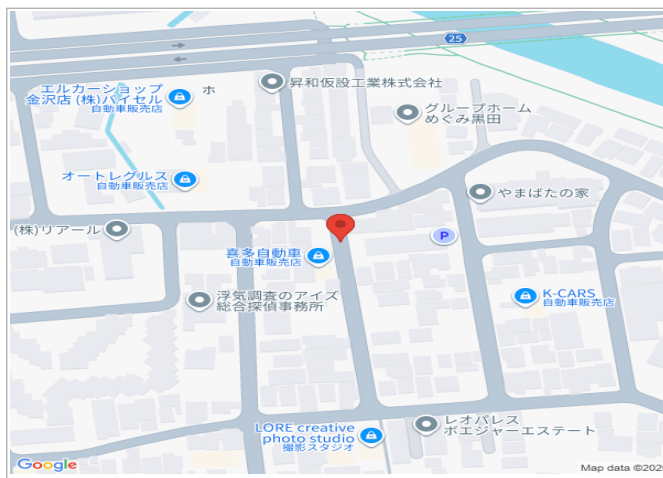 25
エルカーショップ
金沢店 (株)バイセル
自動車販売店
ホ
昇和仮設工業株式会社
グループホーム
めぐみ黒田
オートレグルス
自動車販売店
やまばたの家
(株)リアール
P
喜多自動車
自動車販売店
浮気調査のアイズ
総合探偵事務所
K-CARS
自動車販売店
LORE creative
photo studio
撮影スタジオ
レオパレス
ボエジャーエステート
Google
Map data ©2026